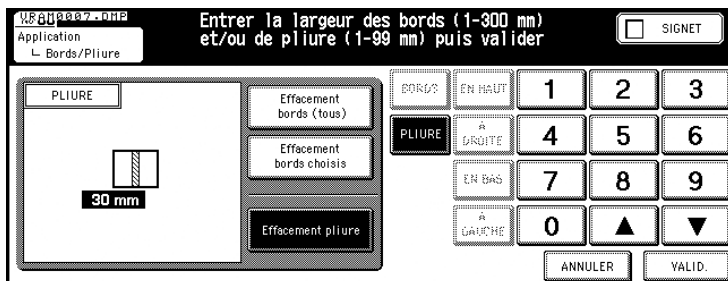 VRAM0007.DMP
Application
Bords/Pliure
Entrer la largeur des bords (1-300 mm)
et/ou de pliure (1-99 mm) puis valider
SIGNET
PLIURE
30 mm
Effacement
bords (tous)
Effacement
bords choisis
Effacement pliure
BORDS
EN HAUT
PLIURE
À
DROITE
EN BAS
À
GAUCHE
1 2 3
4 5 6
7 8 9
0 ▲ ▼
ANNULER
VALID.